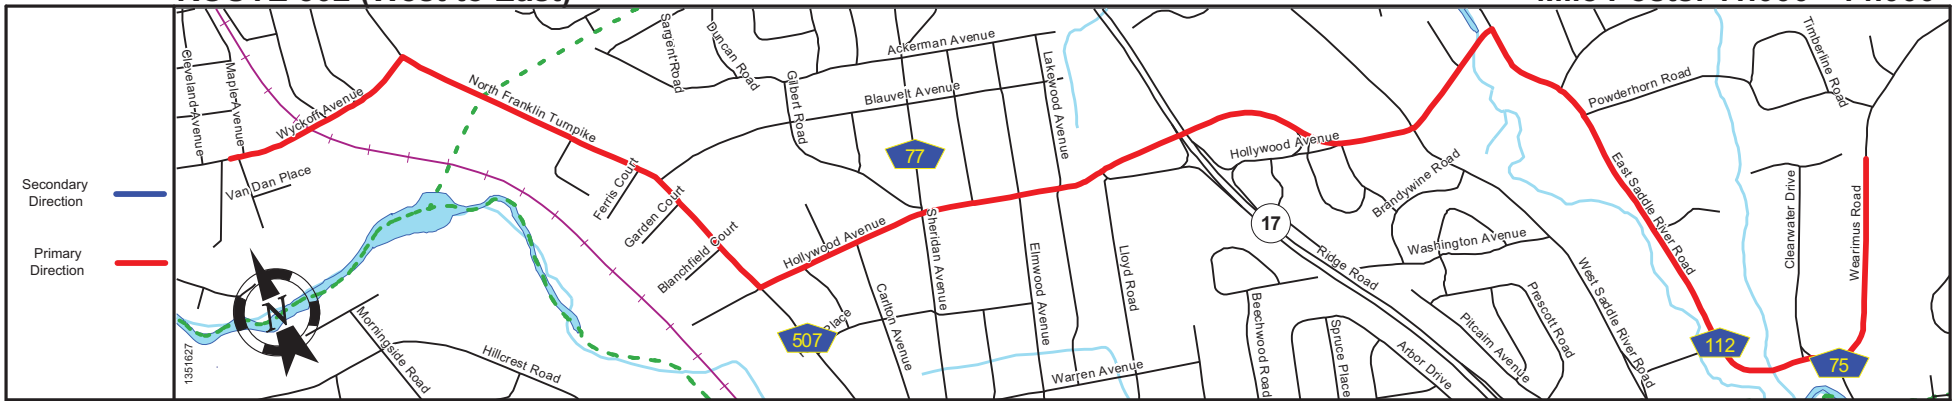 Secondary
Direction
Primary
Direction
Cleveland Avenue
Maple Avenue
Wyckoff Avenue
Van Dan Place
North Franklin Turnpike
Sargent Road
Duncan Road
Gilbert Road
Ackerman Avenue
Blauvelt Avenue
Lakewood Avenue
77
Ferris Court
Garden Court
Blanchfield Court
Hollywood Avenue
Sheridan Avenue
Carlton Avenue
Elmwood Avenue
Lloyd Road
Warren Avenue
507
Place
Morningside Road
Hillcrest Road
1351627
N
Hollywood Avenue
17
Ridge Road
Brandywine Road
Washington Avenue
Beechwood Road
Spruce Place
Arbor Drive
Pitcairn Avenue
Prescott Road
West Saddle River Road
East Saddle River Road
Powderhorn Road
Timberline Road
Clearwater Drive
Wearimus Road
112
75